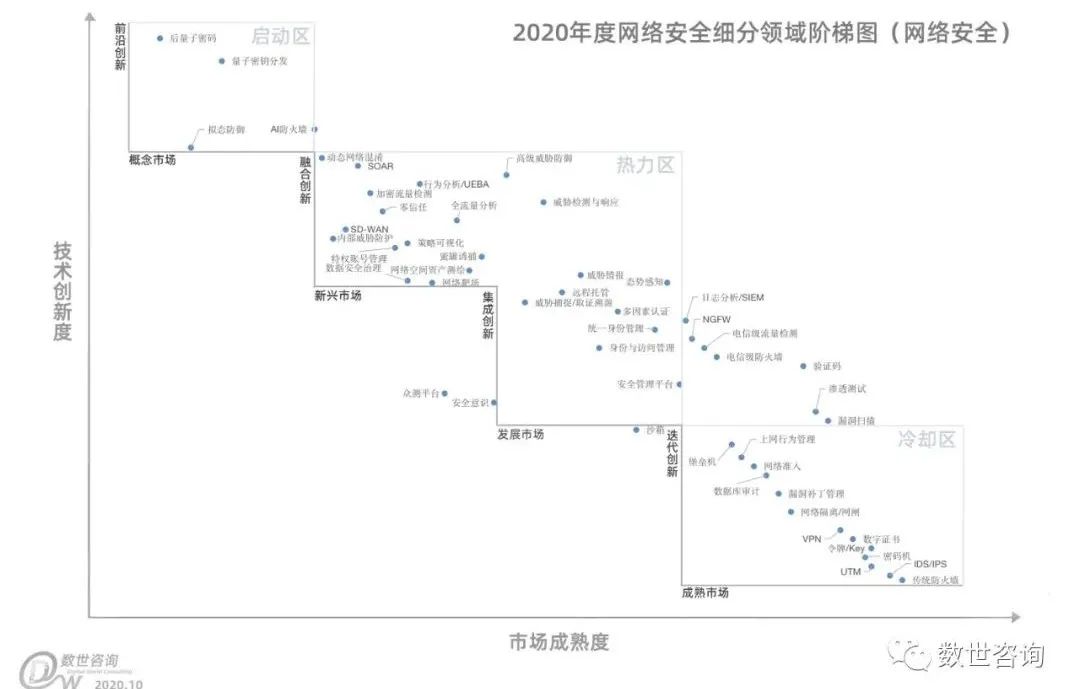 2020年度网络安全细分领域阶梯图（网络安全）
前沿创新
启动区
后量子密码
量子密钥分发
拟态防御
AI防火墙
概念市场
融合创新
热力区
动态网络混淆
SOAR
高级威胁防御
行为分析/UEBA
加密流量检测
威胁检测与响应
零信任
全流量分析
SD-WAN
内部威胁防护
策略可视化
特权账号管理
蜜罐诱捕
数据安全治理
网络空间资产测绘
网络靶场
新兴市场
集成创新
威胁情报
态势感知
远程托管
威胁捕捉/取证溯源
多因素认证
统一身份管理
身份与访问管理
安全管理平台
日志分析/SIEM
NGFW
电信级流量检测
电信级防火墙
验证码
渗透测试
漏洞扫描
众测平台
安全意识
发展市场
沙箱
迭代创新
冷却区
堡垒机
上网行为管理
网络准入
数据库审计
漏洞补丁管理
网络隔离/网闸
VPN
数字证书
令牌/Key
密码机
UTM
IDS/IPS
传统防火墙
成熟市场
技术创新度
市场成熟度
数世咨询
Digital World Consulting
2020.10
数世咨询